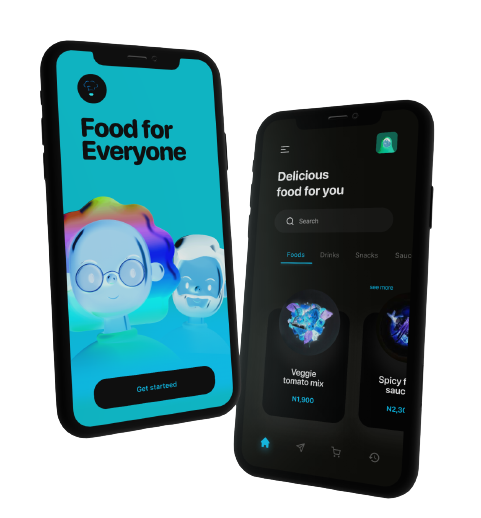 Food for
Everyone
Get starteed
Delicious
food for you
Search
Foods Drinks Snacks Sauc
see more
Veggie
tomato mix
N1,900
Spicy f
sauc
N2,30